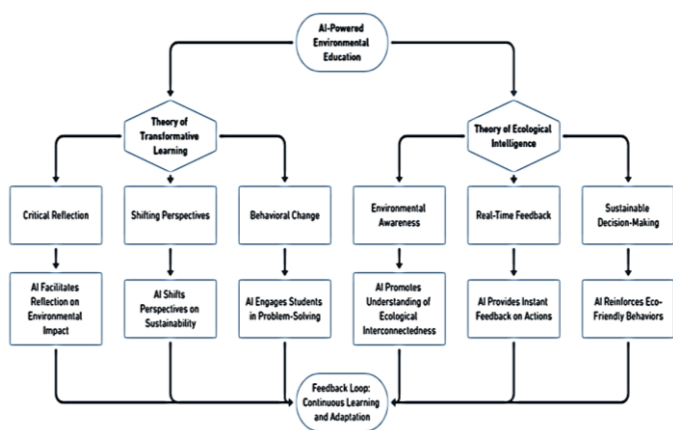 AI-Powered
Environmental
Education
Theory of
Transformative
Learning
Theory of Ecological
Intelligence
Critical Reflection
Shifting Perspectives
Behavioral Change
Environmental
Awareness
Real-Time Feedback
Sustainable
Decision-Making
AI Facilitates
Reflection on
Environmental
Impact
AI Shifts
Perspectives on
Sustainability
AI Engages Students
in Problem-Solving
AI Promotes
Understanding of
Ecological
Interconnectedness
AI Provides Instant
Feedback on Actions
AI Reinforces Eco-
Friendly Behaviors
Feedback Loop:
Continuous Learning
and Adaptation